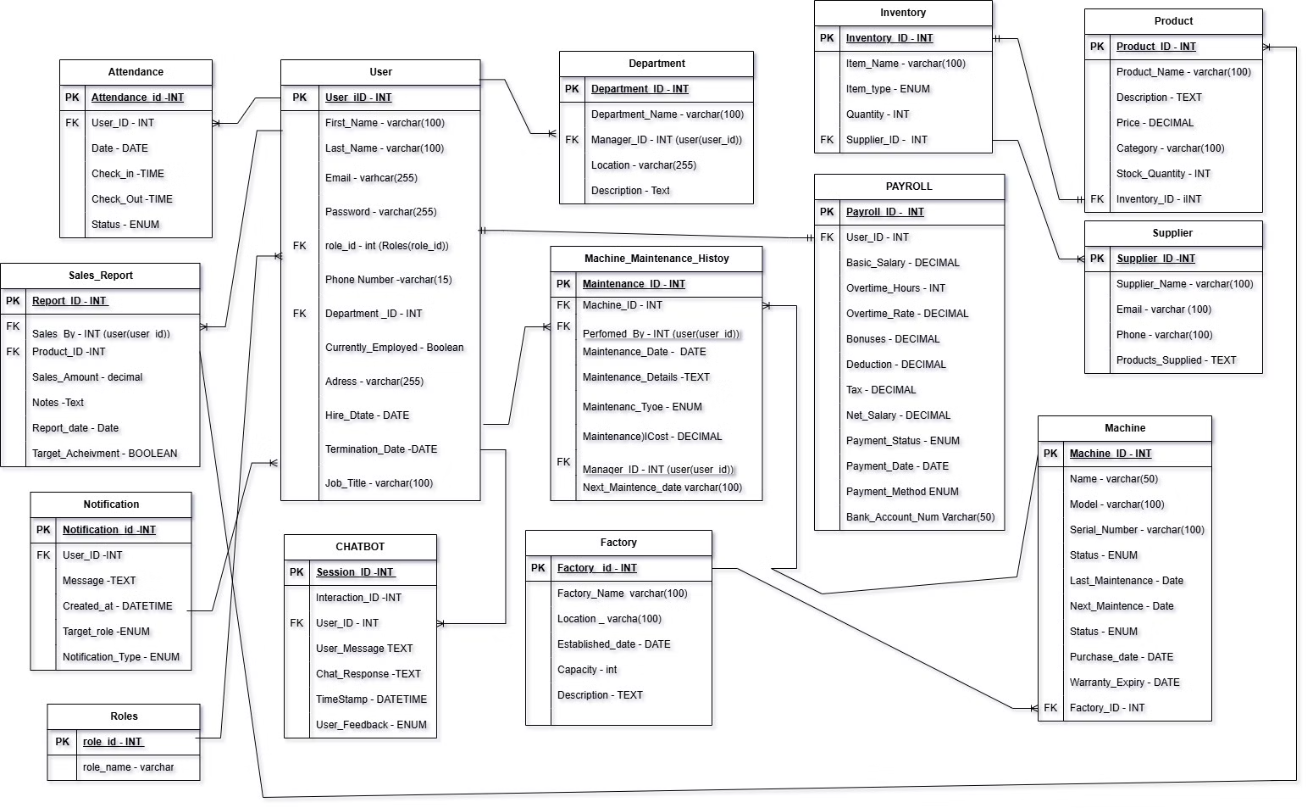 Attendance
PK Attendance_id -INT
FK User_ID - INT
Date - DATE
Check_in -TIME
Check_Out -TIME
Status - ENUM
User
PK User_iID - INT
First_Name - varchar(100)
Last_Name - varchar(100)
Email - varhcar(255)
Password - varchar(255)
FK role_id - int (Roles(role_id))
Phone Number -varchar(15)
FK Department _ID - INT
Currently_Employed - Boolean
Adress - varchar(255)
Hire_Dtate - DATE
Termination_Date -DATE
Job_Title - varchar(100)
Department
PK Department_ID - INT
Department_Name - varchar(100)
FK Manager_ID - INT (user(user_id))
Location - varchar(255)
Description - Text
Inventory
PK Inventory_ID - INT
Item_Name - varchar(100)
Item_type - ENUM
Quantity - INT
FK Supplier_ID - INT
Product
PK Product_ID - INT
Product_Name - varchar(100)
Description - TEXT
Price - DECIMAL
Category - varchar(100)
Stock_Quantity - INT
FK Inventory_ID - iINT
PAYROLL
PK Payroll_ID - INT
FK User_ID - INT
Basic_Salary - DECIMAL
Overtime_Hours - INT
Overtime_Rate - DECIMAL
Bonuses - DECIMAL
Deduction - DECIMAL
Tax - DECIMAL
Net_Salary - DECIMAL
Payment_Status - ENUM
Payment_Date - DATE
Payment_Method ENUM
Bank_Account_Num Varchar(50)
Supplier
PK Supplier_ID -INT
Supplier_Name - varchar(100)
Email - varchar (100)
Phone - varchar(100)
Products_Supplied - TEXT
Sales_Report
PK Report_ID - INT
FK Sales_By - INT (user(user_id))
FK Product_ID -INT
Sales_Amount - decimal
Notes -Text
Report_date - Date
Target_Acheivment - BOOLEAN
Machine_Maintenance_Histoy
PK Maintenance_ID - INT
FK Machine_ID - INT
FK Perfomed_By - INT (user(user_id))
Maintenance_Date - DATE
Maintenance_Details -TEXT
Maintenanc_Tyoe - ENUM
Maintenance)ICost - DECIMAL
FK Manager_ID - INT (user(user_id))
Next_Maintence_date varchar(100)
Machine
PK Machine_ID - INT
Name - varchar(50)
Model - varchar(100)
Serial_Number - varchar(100)
Status - ENUM
Last_Maintenance - Date
Next_Maintence - Date
Status - ENUM
Purchase_date - DATE
Warranty_Expiry - DATE
FK Factory_ID - INT
Notification
PK Notification_id -INT
FK User_ID -INT
Message -TEXT
Created_at - DATETIME
Target_role -ENUM
Notification_Type - ENUM
CHATBOT
PK Session_ID -INT
Interaction_ID -INT
FK User_ID - INT
User_Message TEXT
Chat_Response -TEXT
TimeStamp - DATETIME
User_Feedback - ENUM
Factory
PK Factory_ id - INT
Factory_Name varchar(100)
Location _ varcha(100)
Established_date - DATE
Capacity - int
Description - TEXT
Roles
PK role_id - INT
role_name - varchar